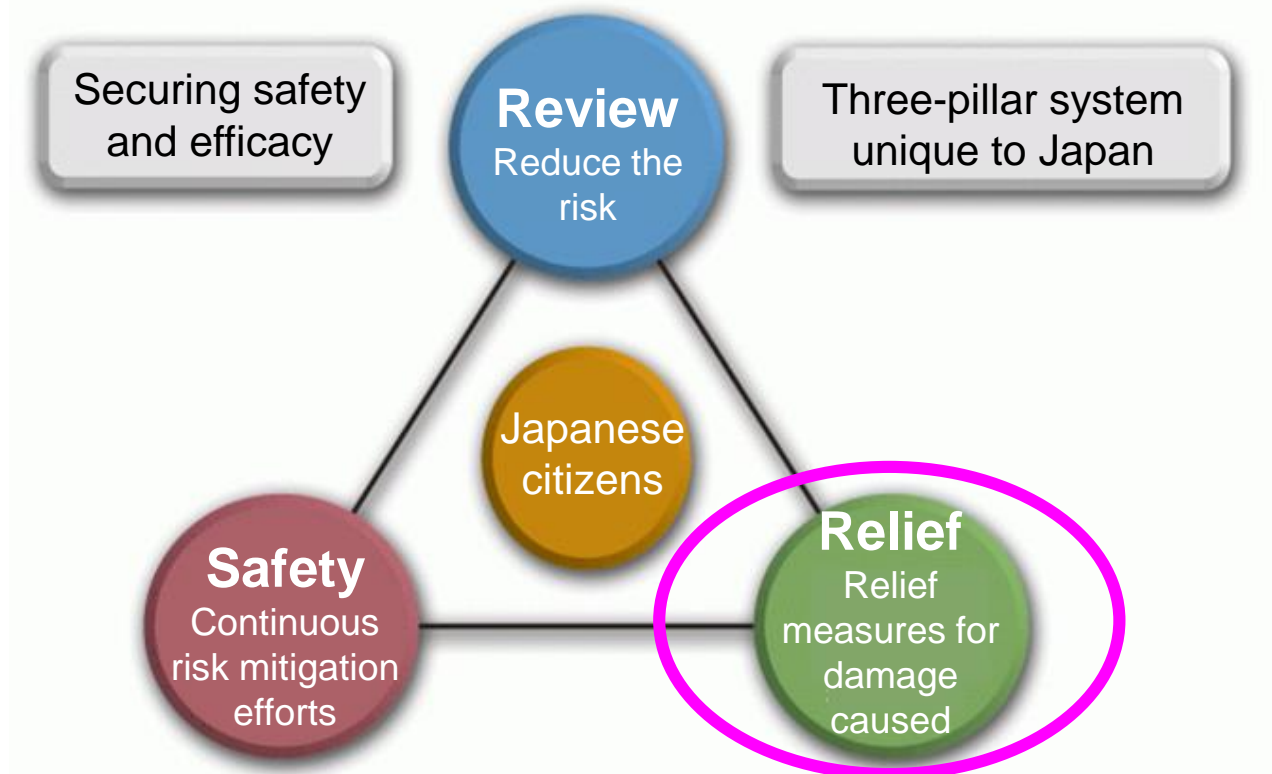 Securing safety
and efficacy
Review
Reduce the
risk
Three-pillar system
unique to Japan
Japanese
citizens
Safety
Continuous
risk mitigation
efforts
Relief
Relief
measures for
damage
caused